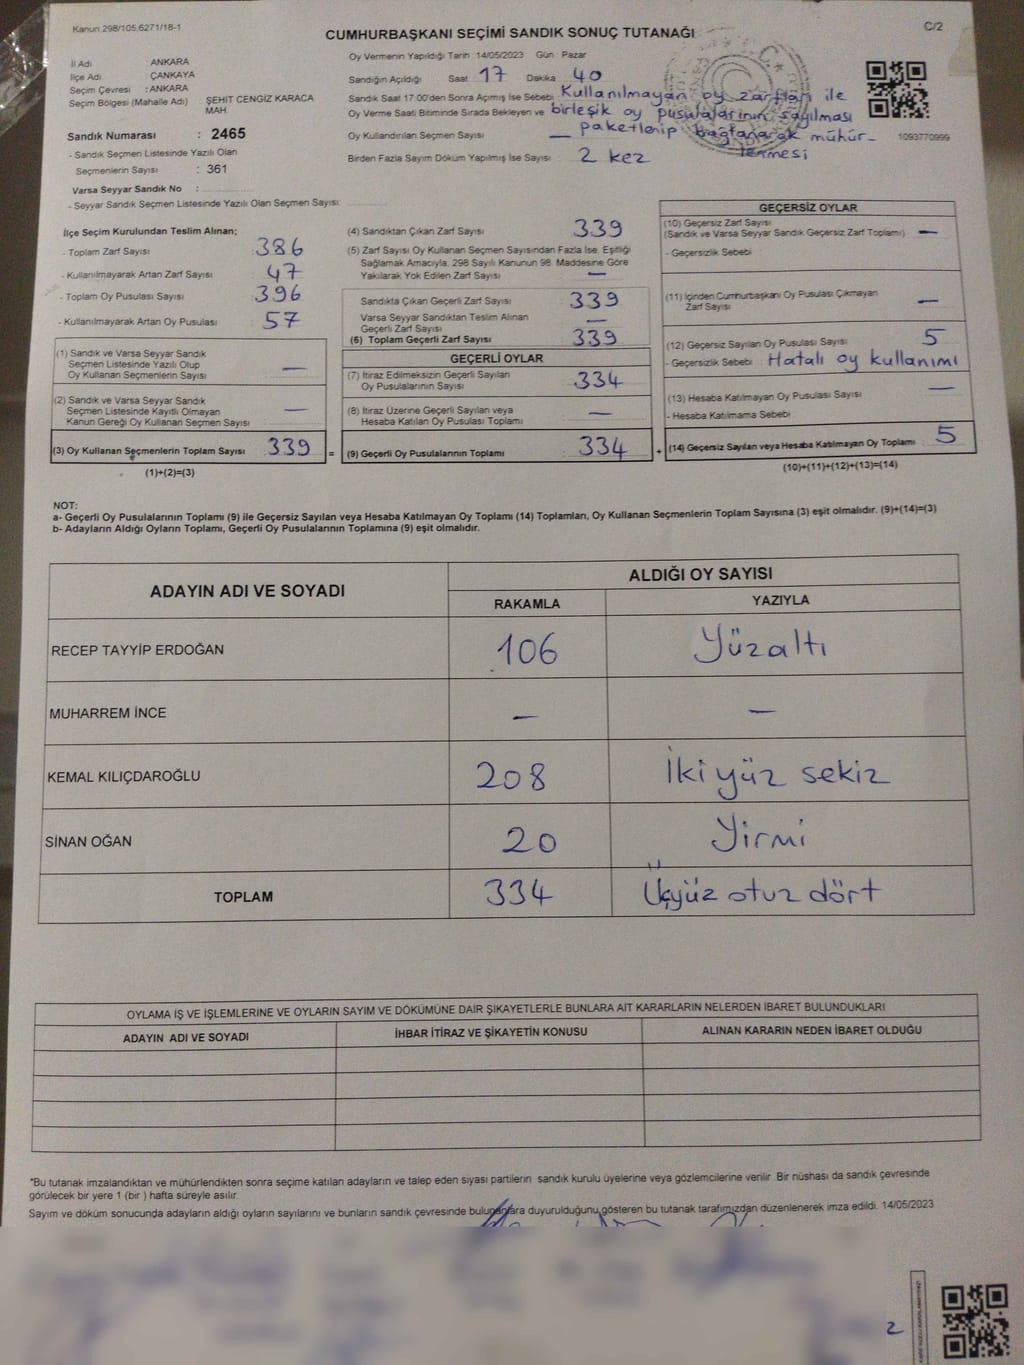 Kanun:298/105,6271/18-1
C/2
CUMHURBAŞKANI SEÇİMİ SANDIK SONUÇ TUTANAĞI
İl Adı : ANKARA
İlçe Adı : ÇANKAYA
Seçim Çevresi : ANKARA
Seçim Bölgesi (Mahalle Adı) ŞEHİT CENGİZ KARACA MAH.
Sandık Numarası : 2465
- Sandık Seçmen Listesinde Yazılı Olan
Seçmenlerin Sayısı : 361
Varsa Seyyar Sandık No :
- Seyyar Sandık Seçmen Listesinde Yazılı Olan Seçmen Sayısı:
Oy Vermenin Yapıldığı Tarih :14/05/2023 Gün : Pazar
Sandığın Açıldığı Saat 17 Dakika 40
Sandık Saat 17:00'den Sonra Açımış İse Sebebi Kullanılmayan oy zarfları ile
Oy Verme Saati Bitiminde Sırada Bekleyen ve birleşik oy pusulalarının sayılması
Oy Kullandırılan Seçmen Sayısı — paketlenip bağlanarak mühür-
lenmesi
Birden Fazla Sayım Döküm Yapılmış İse Sayısı 2 kez
1093770999
İlçe Seçim Kurulundan Teslim Alınan;
- Toplam Zarf Sayısı 386
- Kullanılmayarak Artan Zarf Sayısı 47
- Toplam Oy Pusulası Sayısı 396
- Kullanılmayarak Artan Oy Pusulası 57
(1) Sandık ve Varsa Seyyar Sandık
Seçmen Listesinde Yazılı Olup
Oy Kullanan Seçmenlerin Sayısı —
(2) Sandık ve Varsa Seyyar Sandık
Seçmen Listesinde Kayıtlı Olmayan
Kanun Gereği Oy Kullanan Seçmen Sayısı —
(3) Oy Kullanan Seçmenlerin Toplam Sayısı 339 =
(1)+(2)=(3)
(4) Sandıktan Çıkan Zarf Sayısı 339
(5) Zarf Sayısı Oy Kullanan Seçmen Sayısından Fazla İse, Eşitliği
Sağlamak Amacıyla, 298 Sayılı Kanunun 98. Maddesine Göre
Yakılarak Yok Edilen Zarf Sayısı —
Sandıkta Çıkan Geçerli Zarf Sayısı 339
Varsa Seyyar Sandıktan Teslim Alınan
Geçerli Zarf Sayısı —
(6) Toplam Geçerli Zarf Sayısı 339
GEÇERLİ OYLAR
(7) İtiraz Edilmeksizin Geçerli Sayılan
Oy Pusulalarının Sayısı 334
(8) İtiraz Üzerine Geçerli Sayılan veya
Hesaba Katılan Oy Pusulası Toplamı —
(9) Geçerli Oy Pusulalarının Toplamı : 334 +
GEÇERSİZ OYLAR
(10) Geçersiz Zarf Sayısı
(Sandık ve Varsa Seyyar Sandık Geçersiz Zarf Toplamı) —
- Geçersizlik Sebebi
(11) İçinden Cumhurbaşkanı Oy Pusulası Çıkmayan
Zarf Sayısı —
(12) Geçersiz Sayılan Oy Pusulası Sayısı 5
- Geçersizlik Sebebi Hatalı oy kullanımı
(13) Hesaba Katılmayan Oy Pusulası Sayısı —
- Hesaba Katılmama Sebebi
(14) Geçersiz Sayılan veya Hesaba Katılmayan Oy Toplamı 5
(10)+(11)+(12)+(13)=(14)
NOT:
a- Geçerli Oy Pusulalarının Toplamı (9) ile Geçersiz Sayılan veya Hesaba Katılmayan Oy Toplamı (14) Toplamları, Oy Kullanan Seçmenlerin Toplam Sayısına (3) eşit olmalıdır. (9)+(14)=(3)
b- Adayların Aldığı Oyların Toplamı, Geçerli Oy Pusulalarının Toplamına (9) eşit olmalıdır.
ADAYIN ADI VE SOYADI
ALDIĞI OY SAYISI
RAKAMLA YAZIYLA
RECEP TAYYİP ERDOĞAN 106 Yüzaltı
MUHARREM İNCE — —
KEMAL KILIÇDAROĞLU 208 İkiyüz sekiz
SİNAN OĞAN 20 Yirmi
TOPLAM 334 Üçyüz otuz dört
OYLAMA İŞ VE İŞLEMLERİNE VE OYLARIN SAYIM VE DÖKÜMÜNE DAİR ŞİKAYETLERLE BUNLARA AİT KARARLARIN NELERDEN İBARET BULUNDUKLARI
ADAYIN ADI VE SOYADI İHBAR İTİRAZ VE ŞİKAYETİN KONUSU ALINAN KARARIN NEDEN İBARET OLDUĞU
*Bu tutanak imzalandıktan ve mühürlendikten sonra seçime katılan adayların ve talep eden siyasi partilerin sandık kurulu üyelerine veya gözlemcilerine verilir. Bir nüshası da sandık çevresinde
görülecek bir yere 1 (bir ) hafta süreyle asılır.
Sayım ve döküm sonucunda adayların aldığı oyların sayılarını ve bunların sandık çevresinde bulunanlara duyurulduğunu gösteren bu tutanak tarafımızdan düzenlenerek imza edildi. 14/05/2023
2